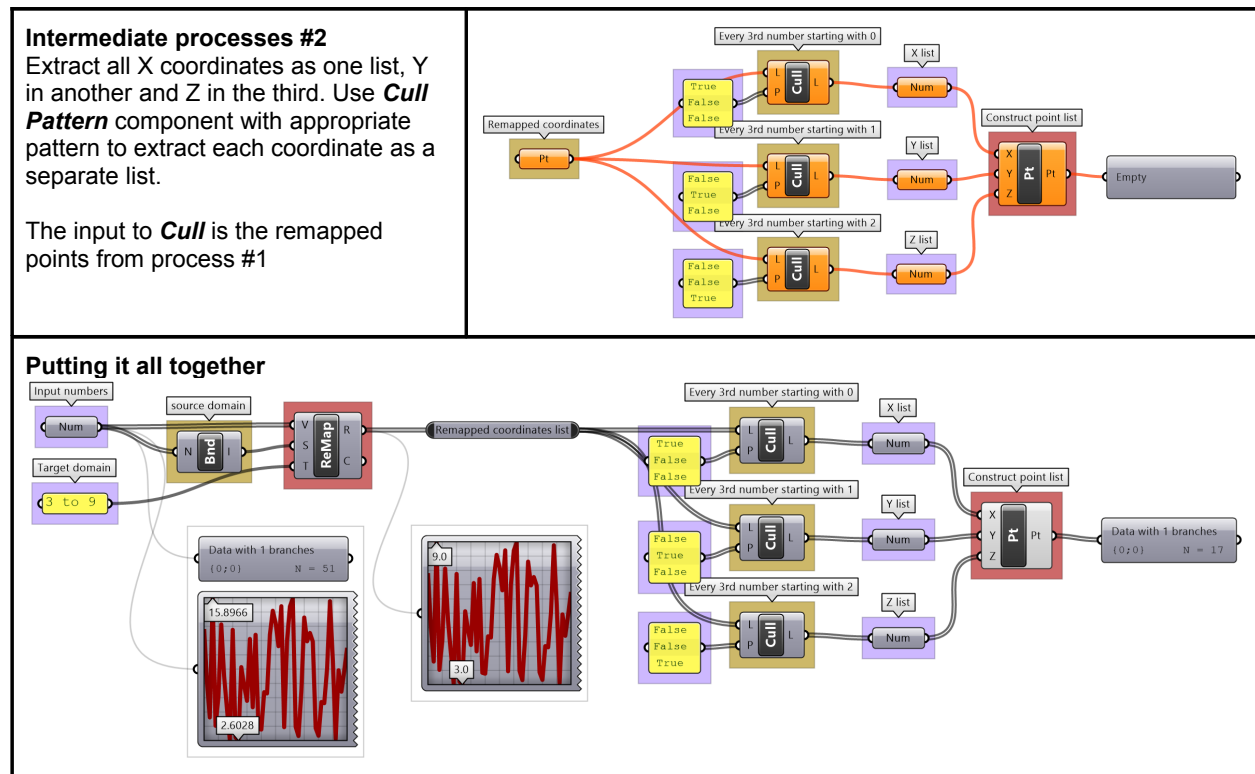 Intermediate processes #2
Extract all X coordinates as one list, Y
in another and Z in the third. Use Cull
Pattern component with appropriate
pattern to extract each coordinate as a
separate list.
The input to Cull is the remapped
points from process #1
Every 3rd number starting with 0
X list
True
False
False
L
P
Cull
L
Num
Remapped coordinates
Pt
Every 3rd number starting with 1
Y list
Construct point list
False
True
False
L
P
Cull
L
Num
X
Y
Z
Pt
Pt
Empty
Every 3rd number starting with 2
Z list
False
False
True
L
P
Cull
L
Num
Putting it all together
Input numbers
Num
source domain
N
Bnd
I
V
S
T
ReMap
R
C
Target domain
3 to 9
Data with 1 branches
{0;0} N = 51
15.8966
2.6028
9.0
3.0
Remapped coordinates list
Every 3rd number starting with 0
X list
True
False
False
L
P
Cull
L
Num
Every 3rd number starting with 1
Y list
Construct point list
False
True
False
L
P
Cull
L
Num
X
Y
Z
Pt
Pt
Data with 1 branches
{0;0} N = 17
Every 3rd number starting with 2
Z list
False
False
True
L
P
Cull
L
Num